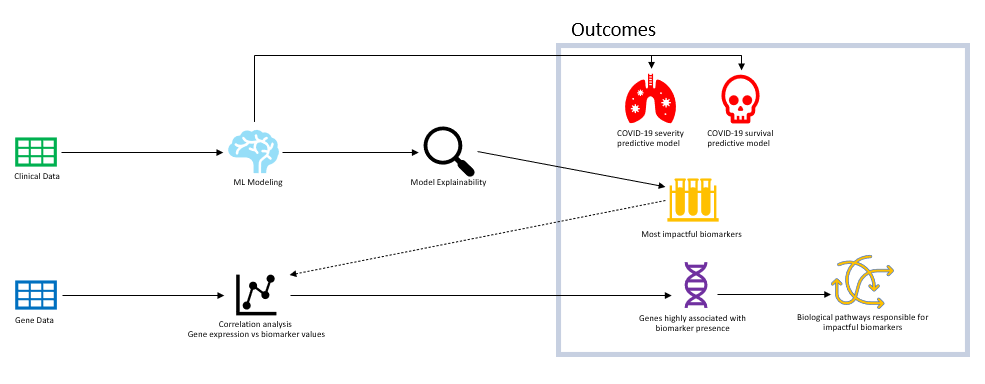 Outcomes
COVID-19 severity
predictive model
COVID-19 survival
predictive model
Clinical Data
ML Modeling
Model Explainability
Most impactful biomarkers
Gene Data
Correlation analysis
Gene expression vs biomarker values
Genes highly associated with
biomarker presence
Biological pathways responsible for
impactful biomarkers